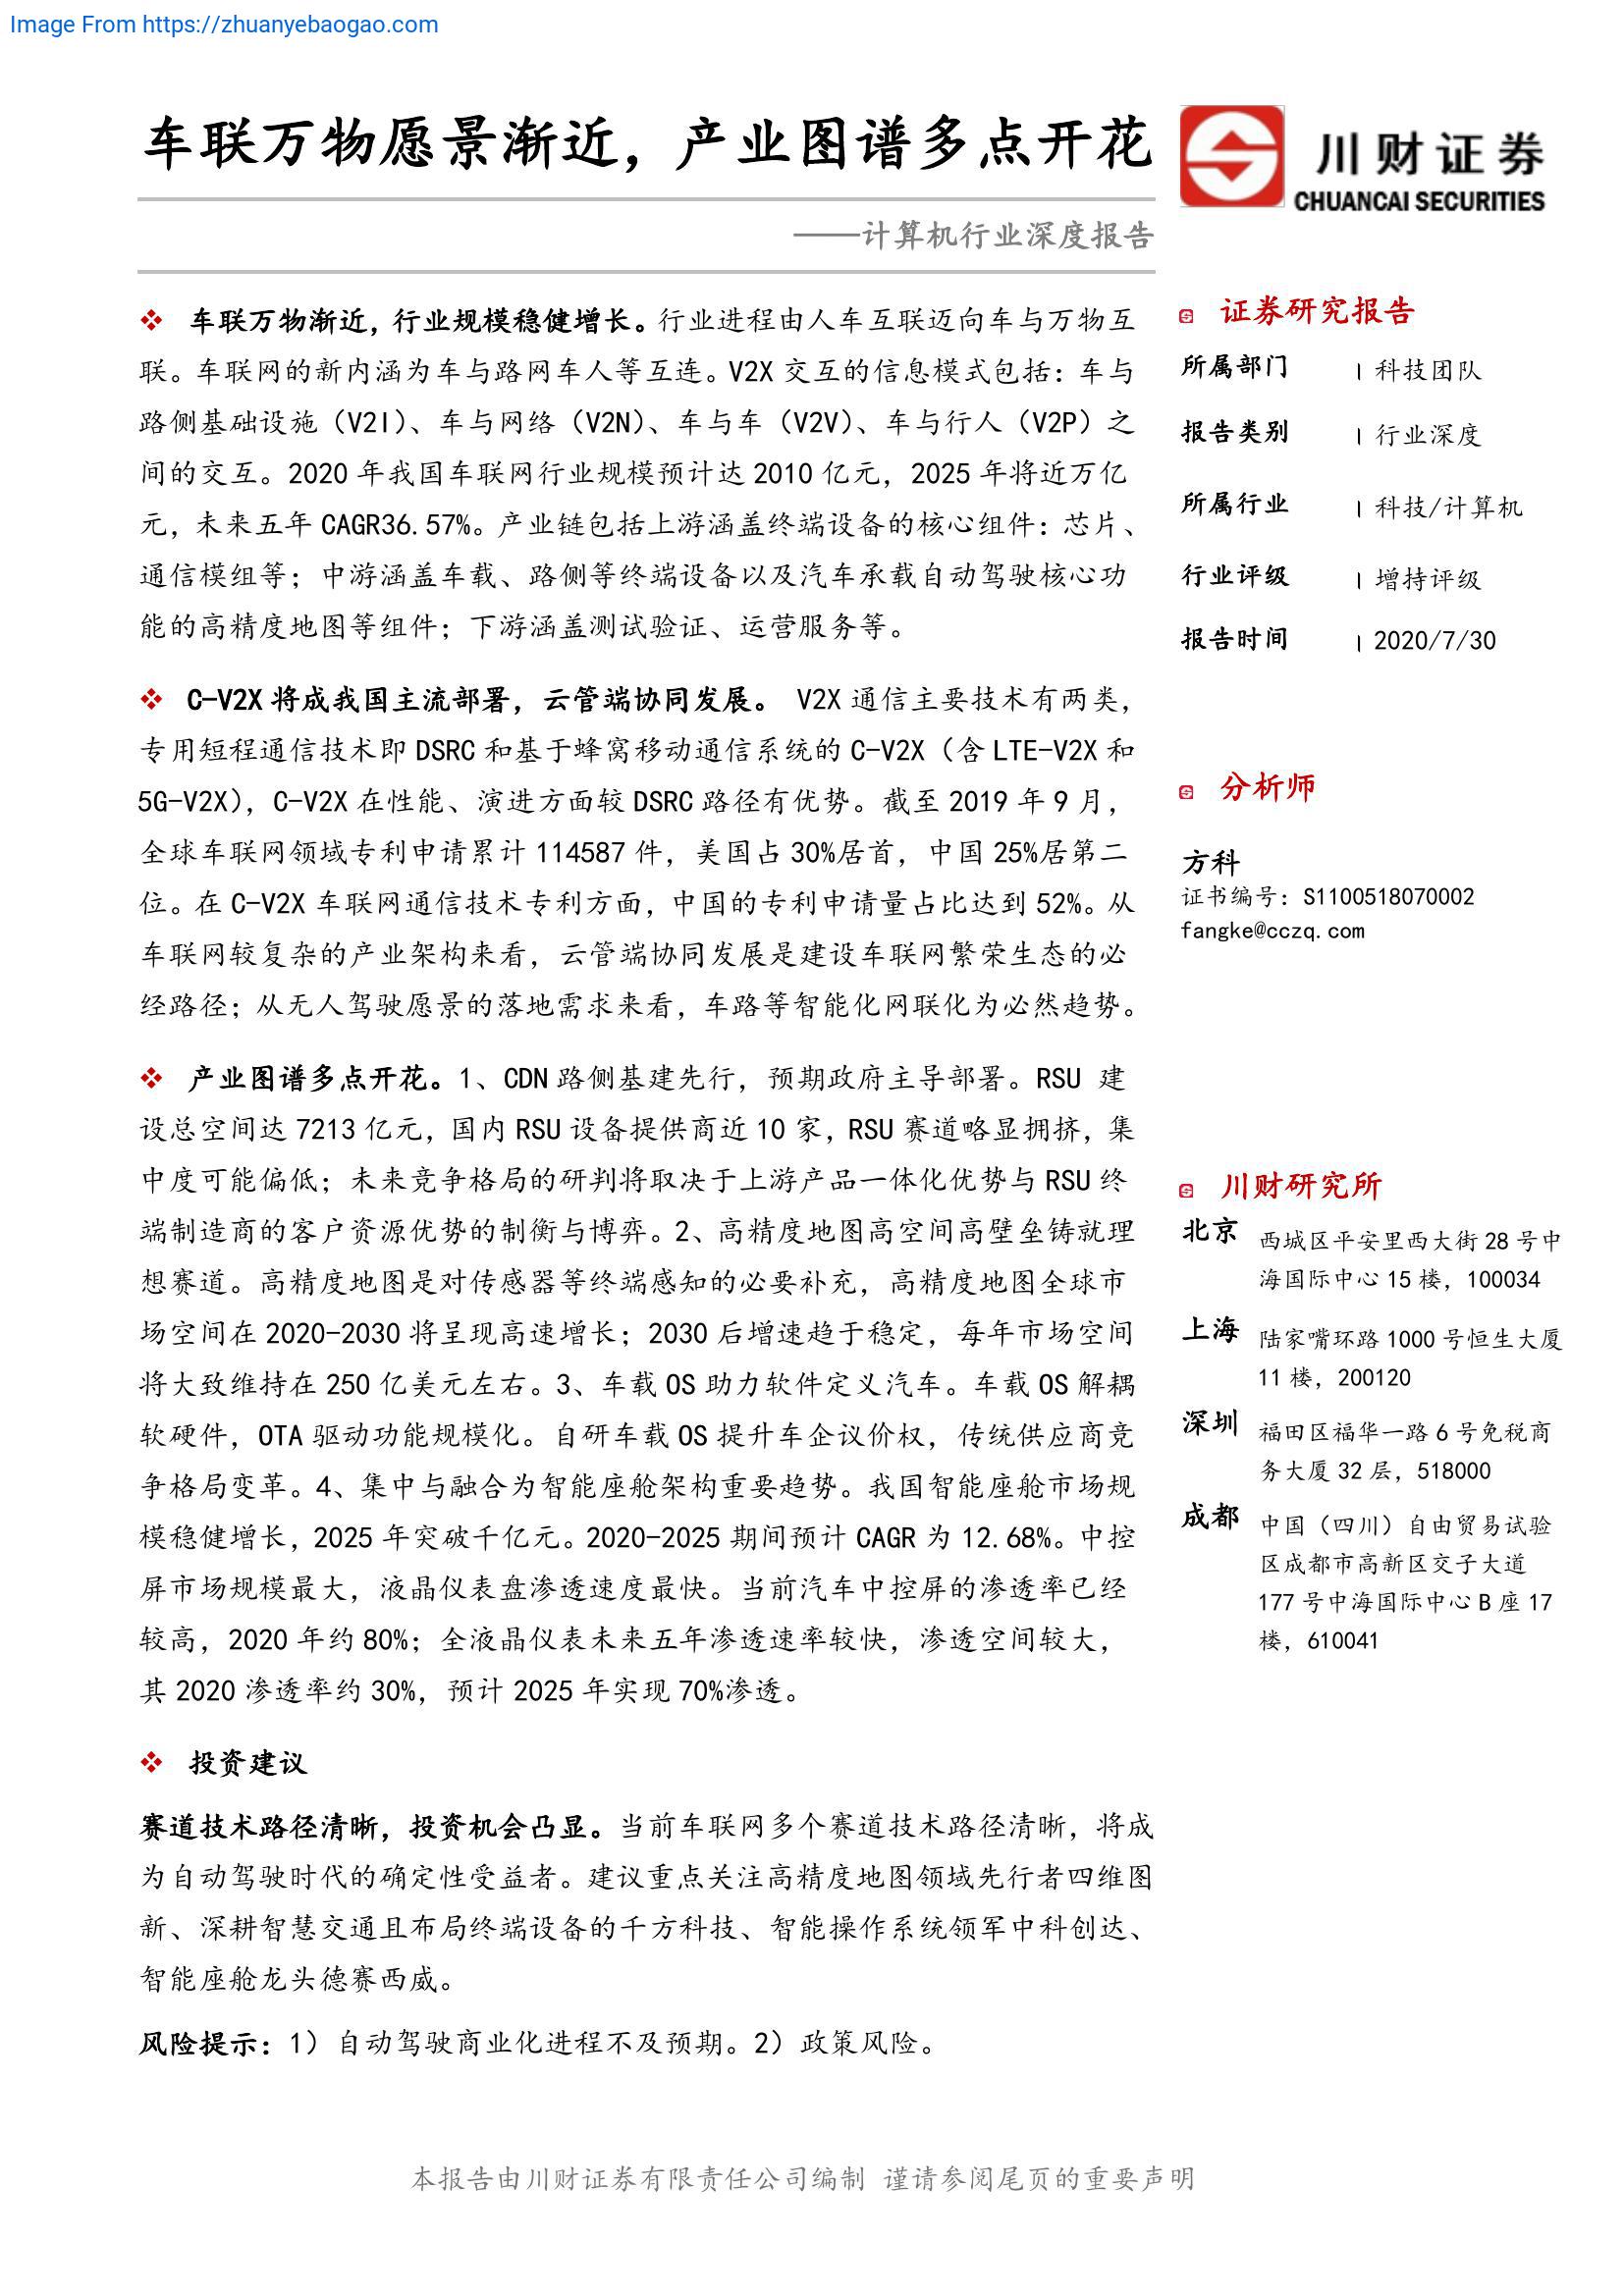 Image From https://zhuanyebaogao.com
车联万物愿景渐近，产业图谱多点开花
——计算机行业深度报告
川财证券
CHUANCAI SECURITIES
车联万物渐近，行业规模稳健增长。行业进程由人车互联迈向车与万物互
联。车联网的新内涵为车与路网车人等互连。V2X 交互的信息模式包括：车与
路侧基础设施（V2I）、车与网络（V2N）、车与车（V2V）、车与行人（V2P）之
间的交互。2020 年我国车联网行业规模预计达 2010 亿元，2025 年将近万亿
元，未来五年 CAGR36.57%。产业链包括上游涵盖终端设备的核心组件：芯片、
通信模组等；中游涵盖车载、路侧等终端设备以及汽车承载自动驾驶核心功
能的高精度地图等组件；下游涵盖测试验证、运营服务等。
C-V2X 将成我国主流部署，云管端协同发展。 V2X 通信主要技术有两类，
专用短程通信技术即 DSRC 和基于蜂窝移动通信系统的 C-V2X（含 LTE-V2X 和
5G-V2X），C-V2X 在性能、演进方面较 DSRC 路径有优势。截至 2019 年 9 月，
全球车联网领域专利申请累计 114587 件，美国占 30%居首，中国 25%居第二
位。在 C-V2X 车联网通信技术专利方面，中国的专利申请量占比达到 52%。从
车联网较复杂的产业架构来看，云管端协同发展是建设车联网繁荣生态的必
经路径；从无人驾驶愿景的落地需求来看，车路等智能化网联化为必然趋势。
产业图谱多点开花。1、CDN 路侧基建先行，预期政府主导部署。RSU 建
设总空间达 7213 亿元，国内 RSU 设备提供商近 10 家，RSU 赛道略显拥挤，集
中度可能偏低；未来竞争格局的研判将取决于上游产品一体化优势与 RSU 终
端制造商的客户资源优势的制衡与博弈。2、高精度地图高空间高壁垒铸就理
想赛道。高精度地图是对传感器等终端感知的必要补充，高精度地图全球市
场空间在 2020-2030 将呈现高速增长；2030 后增速趋于稳定，每年市场空间
将大致维持在 250 亿美元左右。3、车载 OS 助力软件定义汽车。车载 OS 解耦
软硬件，OTA 驱动功能规模化。自研车载 OS 提升车企议价权，传统供应商竞
争格局变革。4、集中与融合为智能座舱架构重要趋势。我国智能座舱市场规
模稳健增长，2025 年突破千亿元。2020-2025 期间预计 CAGR 为 12.68%。中控
屏市场规模最大，液晶仪表盘渗透速度最快。当前汽车中控屏的渗透率已经
较高，2020 年约 80%；全液晶仪表未来五年渗透速率较快，渗透空间较大，
其 2020 渗透率约 30%，预计 2025 年实现 70%渗透。
投资建议
赛道技术路径清晰，投资机会凸显。当前车联网多个赛道技术路径清晰，将成
为自动驾驶时代的确定性受益者。建议重点关注高精度地图领域先行者四维图
新、深耕智慧交通且布局终端设备的千方科技、智能操作系统领军中科创达、
智能座舱龙头德赛西威。
风险提示：1）自动驾驶商业化进程不及预期。2）政策风险。
证券研究报告
所属部门 | 科技团队
报告类别 | 行业深度
所属行业 | 科技/计算机
行业评级 | 增持评级
报告时间 | 2020/7/30
分析师
方科
证书编号：S1100518070002
fangke@cczq.com
川财研究所
北京 西城区平安里西大街 28 号中
海国际中心 15 楼，100034
上海 陆家嘴环路 1000 号恒生大厦
11 楼，200120
深圳 福田区福华一路 6 号免税商
务大厦 32 层，518000
成都 中国（四川）自由贸易试验
区成都市高新区交子大道
177 号中海国际中心 B 座 17
楼，610041
本报告由川财证券有限责任公司编制 谨请参阅尾页的重要声明